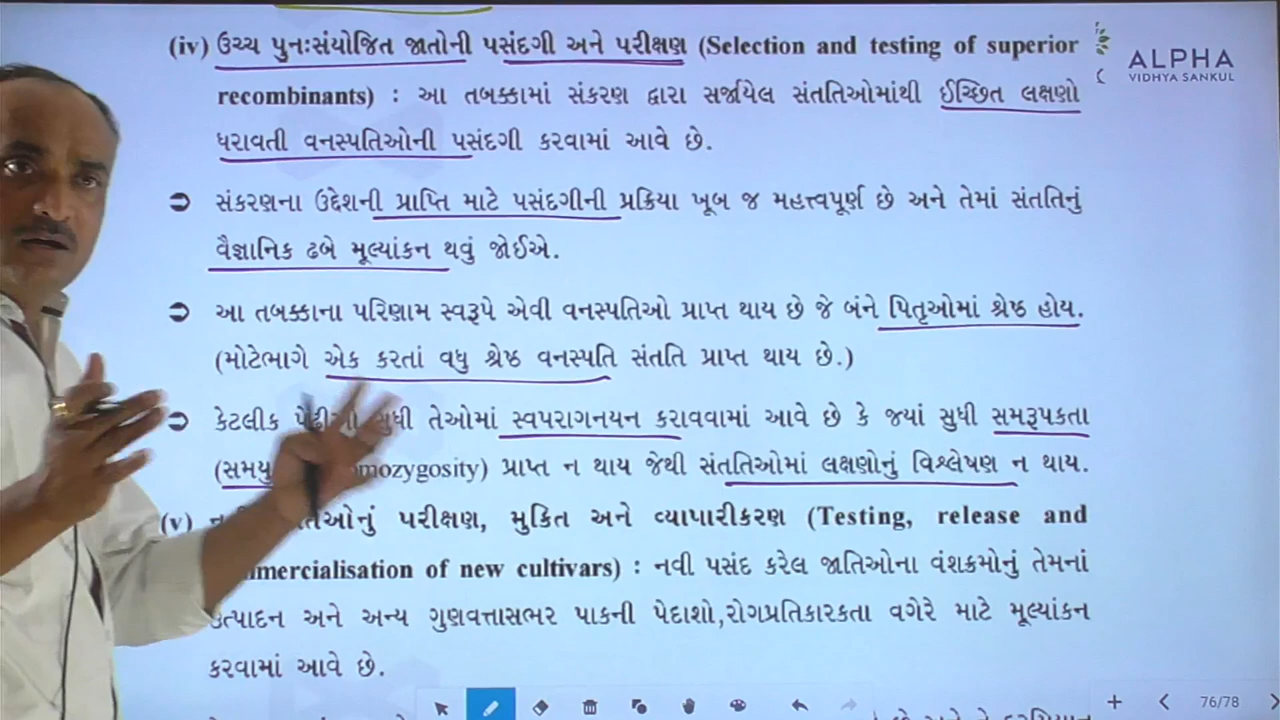 (iv) ઉચ્ચ પુનઃસંયોજિત જાતોની પસંદગી અને પરીક્ષણ (Selection and testing of superior
recombinants) : આ તબક્કામાં સંકરણ દ્વારા સર્જાયેલ સંતતિઓમાંથી ઈચ્છિત લક્ષણો
ધરાવતી વનસ્પતિઓની પસંદગી કરવામાં આવે છે.
ALPHA
VIDHYA SANKUL
➲ સંકરણના ઉદ્દેશની પ્રાપ્તિ માટે પસંદગીની પ્રક્રિયા ખૂબ જ મહત્ત્વપૂર્ણ છે અને તેમાં સંતતિનું
વૈજ્ઞાનિક ઢબે મૂલ્યાંકન થવું જોઈએ.
➲ આ તબક્કાના પરિણામ સ્વરૂપે એવી વનસ્પતિઓ પ્રાપ્ત થાય છે જે બંને પિતૃઓમાં શ્રેષ્ઠ હોય.
(મોટેભાગે એક કરતાં વધુ શ્રેષ્ઠ વનસ્પતિ સંતતિ પ્રાપ્ત થાય છે.)
➲ કેટલીક સુધી તેઓમાં સ્વપરાગનયન કરાવવામાં આવે છે કે જ્યાં સુધી સમરૂપકતા
પ્રાપ્ત ન થાય જેથી સંતતિઓમાં લક્ષણોનું વિશ્લેષણ ન થાય.
(v) પરીક્ષણ, મુક્તિ અને વ્યાપારીકરણ (Testing, release and
of new cultivars) : નવી પસંદ કરેલ જાતિઓના વંશક્રમોનું તેમનાં
ઉત્પાદન અને અન્ય ગુણવત્તાસભર પાકની પેદાશો,રોગપ્રતિકારકતા વગેરે માટે મૂલ્યાંકન
કરવામાં આવે છે.
76/78